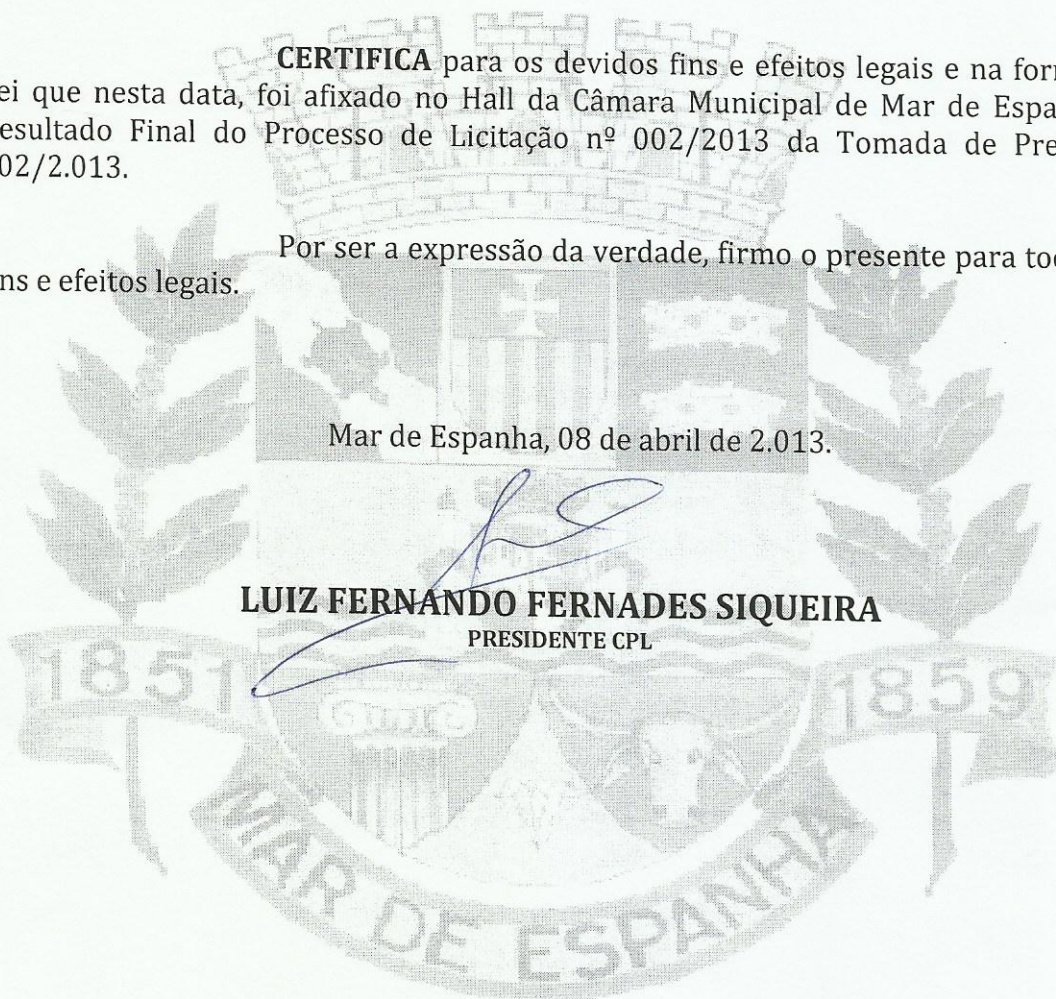 CERTIFICA para os devidos fins e efeitos legais e na for
ei que nesta data, foi afixado no Hall da Câmara Municipal de Mar de Espa
esultado Final do Processo de Licitação nº 002/2013 da Tomada de Pre
02/2.013.
Por ser a expressão da verdade, firmo o presente para to
ns e efeitos legais.
Mar de Espanha, 08 de abril de 2.013.
LUIZ FERNANDO FERNADES SIQUEIRA
PRESIDENTE CPL
1851
1859
MAR DE ESPANHA